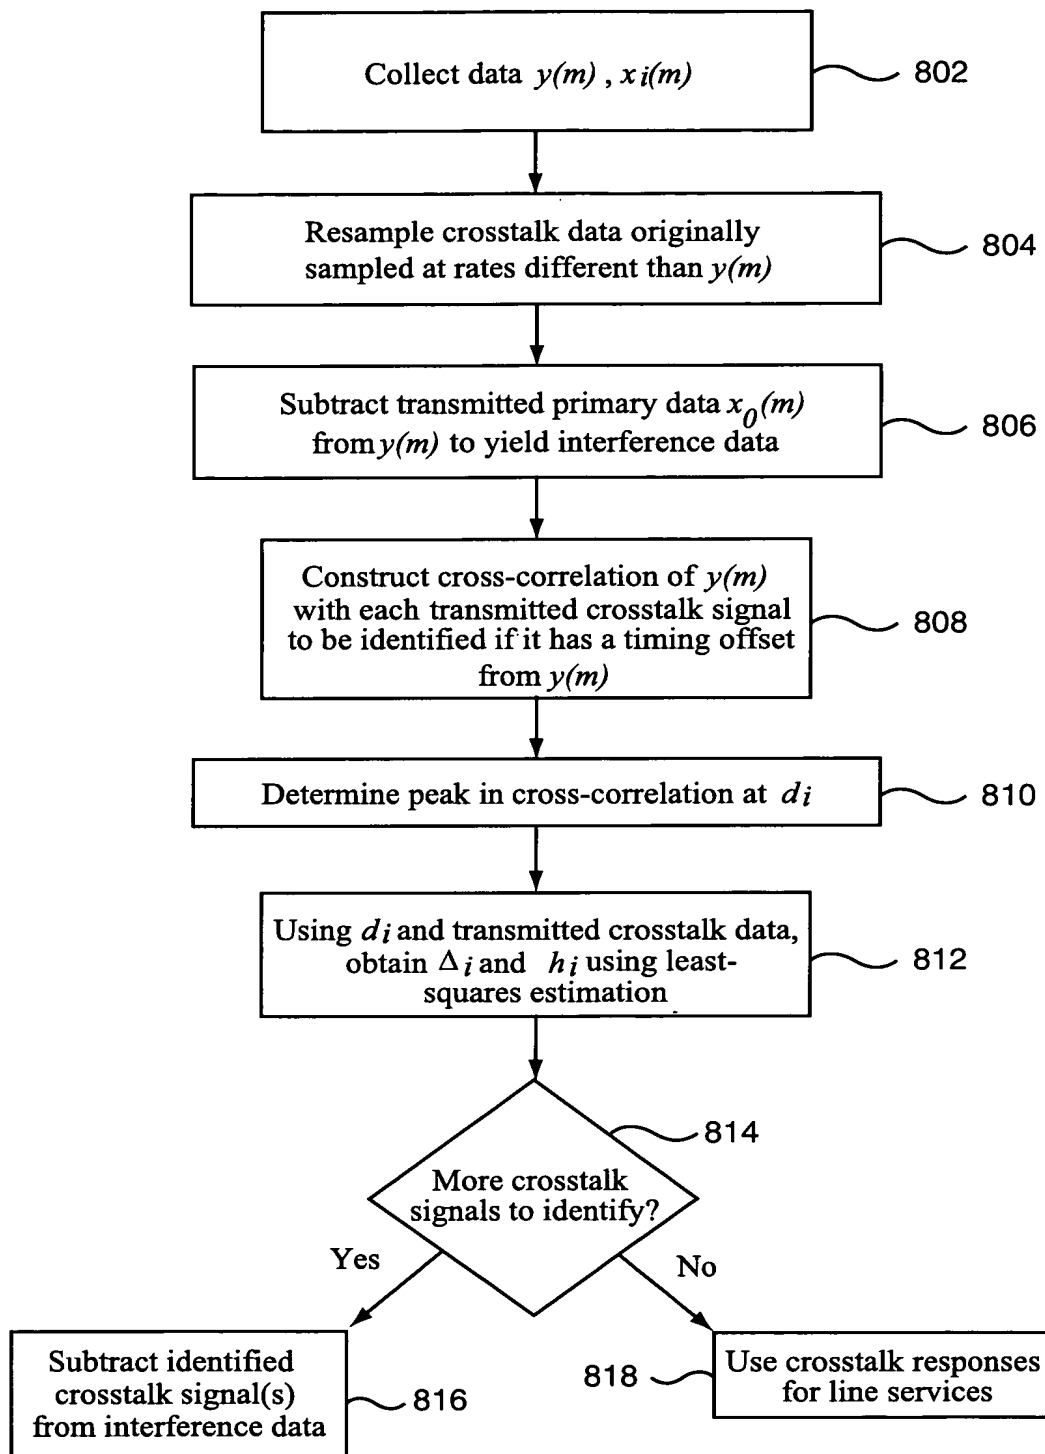 Collect data y(m) , xi(m)
802
Resample crosstalk data originally
sampled at rates different than y(m)
804
Subtract transmitted primary data x0(m)
from y(m) to yield interference data
806
Construct cross-correlation of y(m)
with each transmitted crosstalk signal
to be identified if it has a timing offset
from y(m)
808
Determine peak in cross-correlation at di
810
Using di and transmitted crosstalk data,
obtain Δi and hi using least-
squares estimation
812
814
More crosstalk
signals to identify?
Yes
No
Subtract identified
crosstalk signal(s)
from interference data
816
818
Use crosstalk responses
for line services